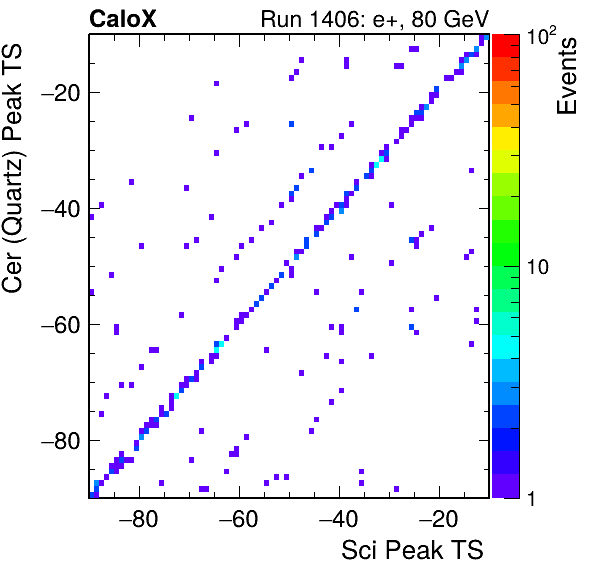 CaloX Run 1406: e+, 80 GeV
Cer (Quartz) Peak TS
−20
−40
−60
−80
−80 −60 −40 −20
Sci Peak TS
10²
10
1
Events